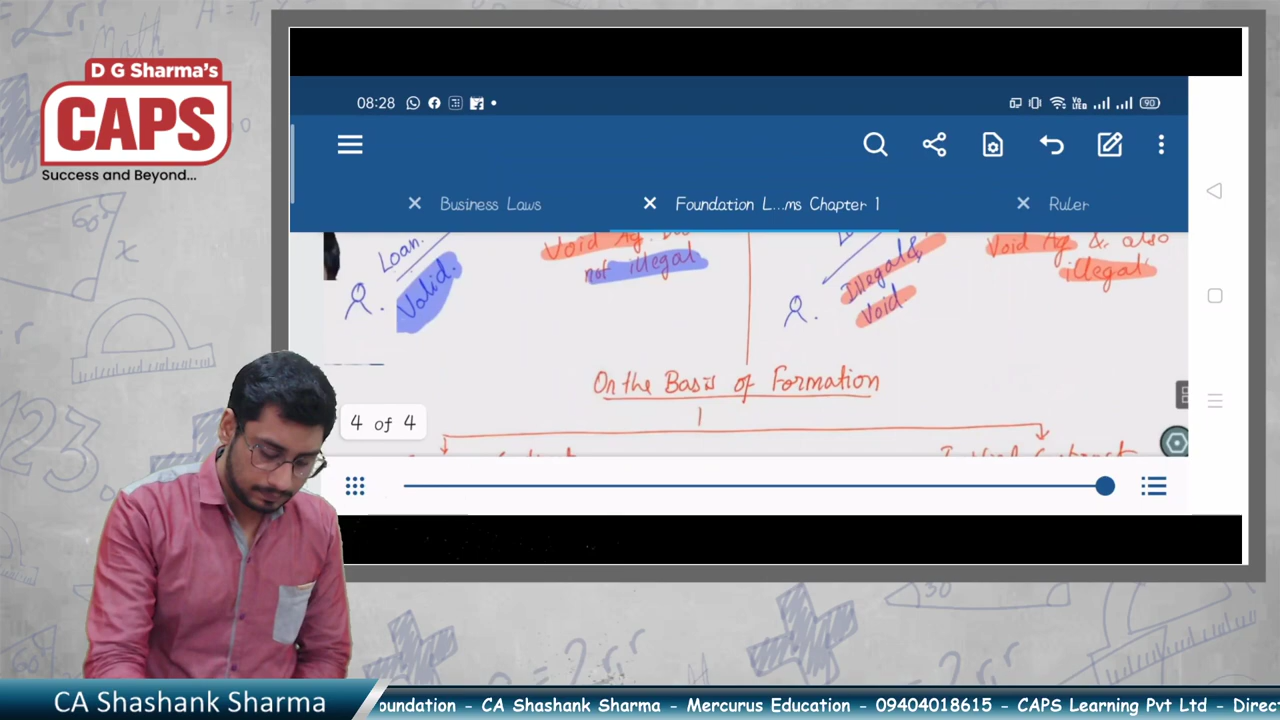 D G Sharma's
CAPS
Success and Beyond...
08:28
90
Business Laws
Foundation L...ms Chapter 1
Ruler
Loan.
Valid.
Void Ag.
not illegal
Illegal &
Void.
Void Ag & also
illegal
On the Basis of Formation
4 of 4
CA Shashank Sharma
oundation - CA Shashank Sharma - Mercurus Education - 09404018615 - CAPS Learning Pvt Ltd - Direc